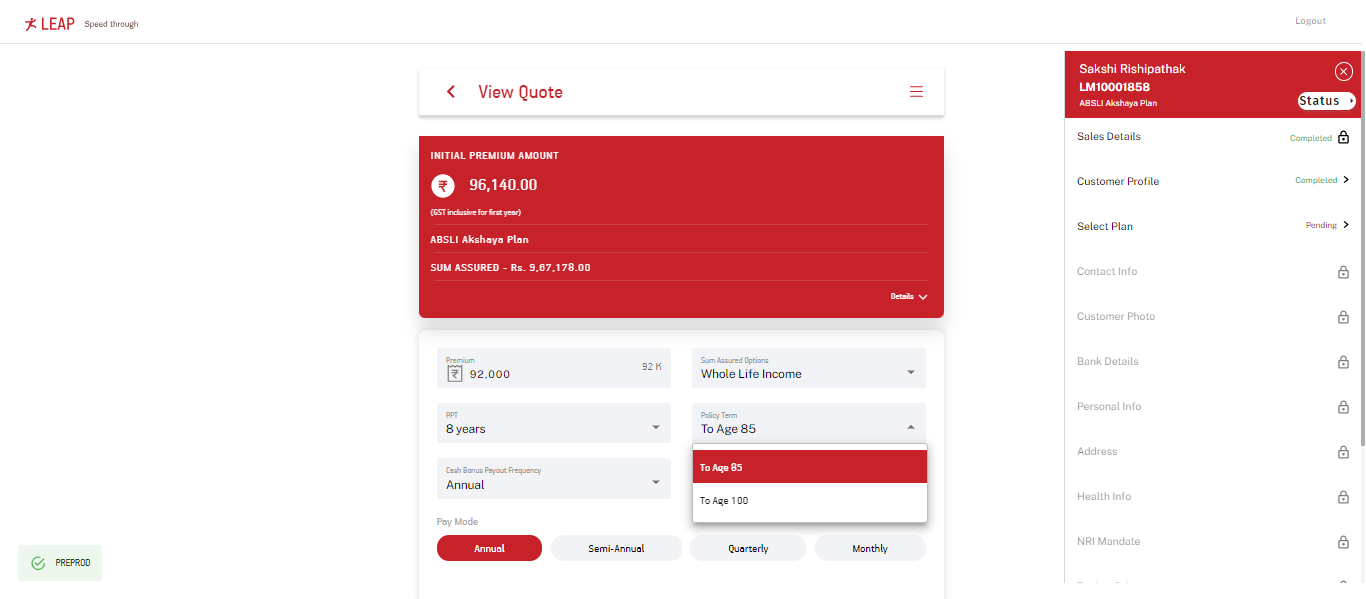 LEAP Speed through
Logout
View Quote
INITIAL PREMIUM AMOUNT
₹ 96,140.00
(GST inclusive for first year)
ABSLI Akshaya Plan
SUM ASSURED - Rs. 9,67,178.00
Details
Premium
₹ 92,000
92 K
Sum Assured Options
Whole Life Income
PPT
8 years
Policy Term
To Age 85
To Age 85
To Age 100
Cash Bonus Payout Frequency
Annual
Pay Mode
Annual
Semi-Annual
Quarterly
Monthly
PREPROD
Sakshi Rishipathak
LM10001858
ABSLI Akshaya Plan
Status
Sales Details
Completed
Customer Profile
Completed
Select Plan
Pending
Contact Info
Customer Photo
Bank Details
Personal Info
Address
Health Info
NRI Mandate